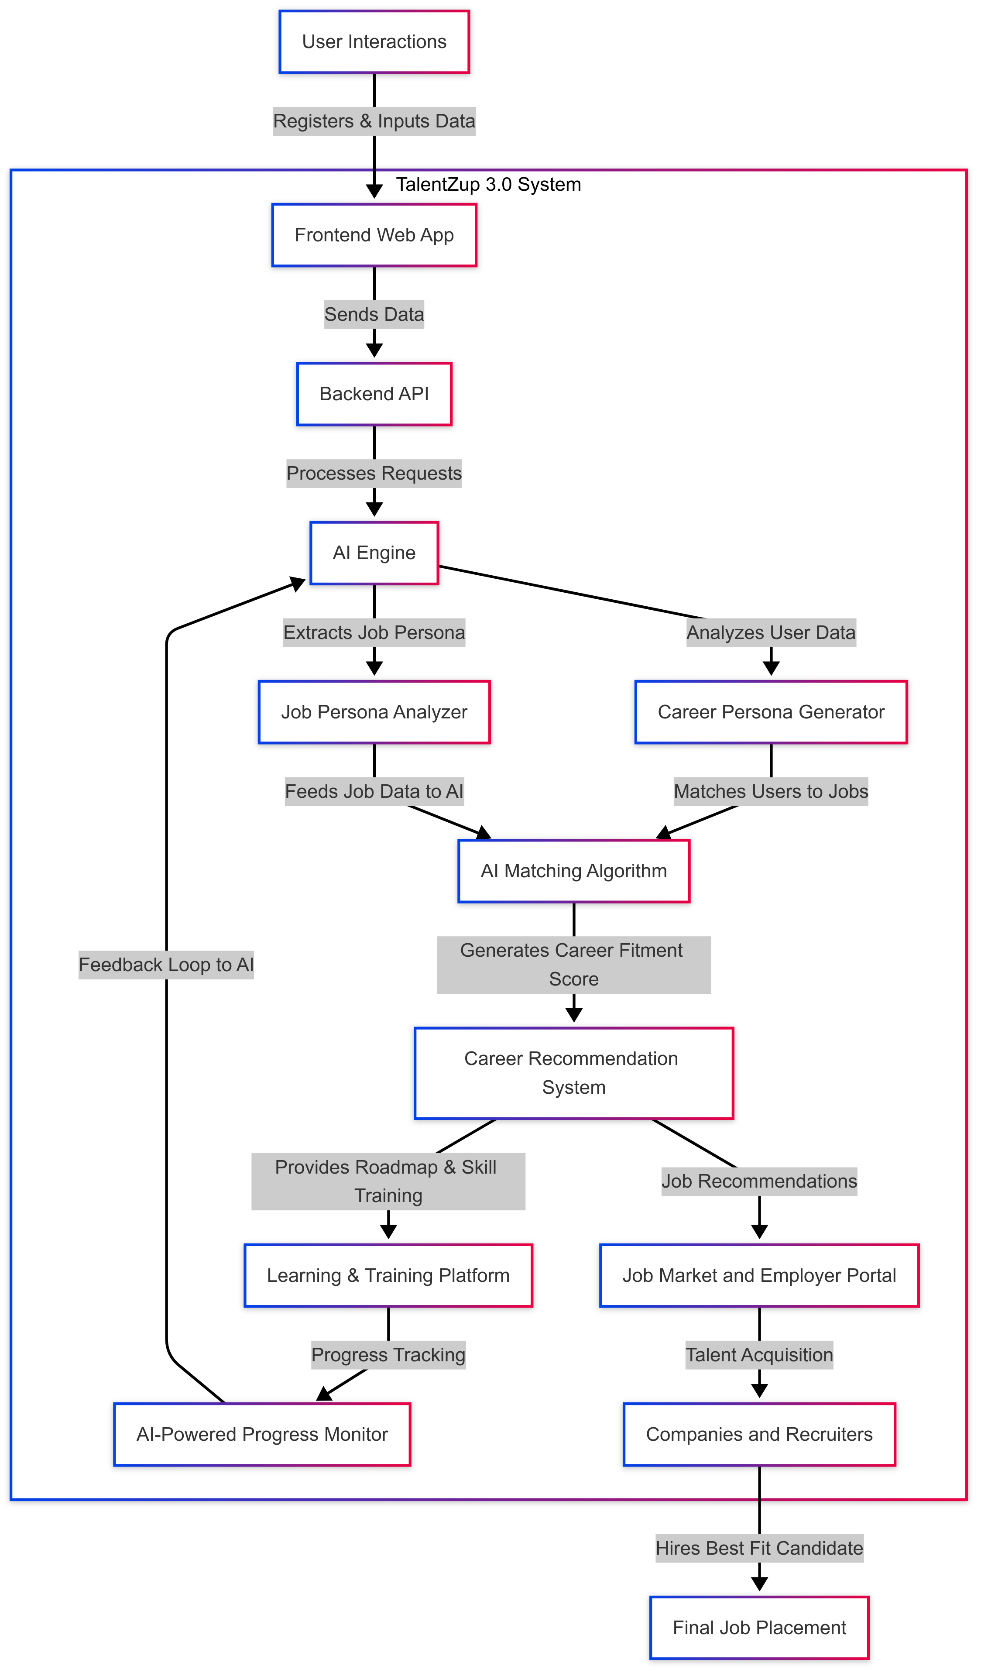 User Interactions
Registers & Inputs Data
TalentZup 3.0 System
Frontend Web App
Sends Data
Backend API
Processes Requests
AI Engine
Extracts Job Persona
Analyzes User Data
Job Persona Analyzer
Career Persona Generator
Feeds Job Data to AI
Matches Users to Jobs
AI Matching Algorithm
Generates Career Fitment
Score
Feedback Loop to AI
Career Recommendation
System
Provides Roadmap & Skill
Training
Job Recommendations
Learning & Training Platform
Job Market and Employer Portal
Progress Tracking
Talent Acquisition
AI-Powered Progress Monitor
Companies and Recruiters
Hires Best Fit Candidate
Final Job Placement